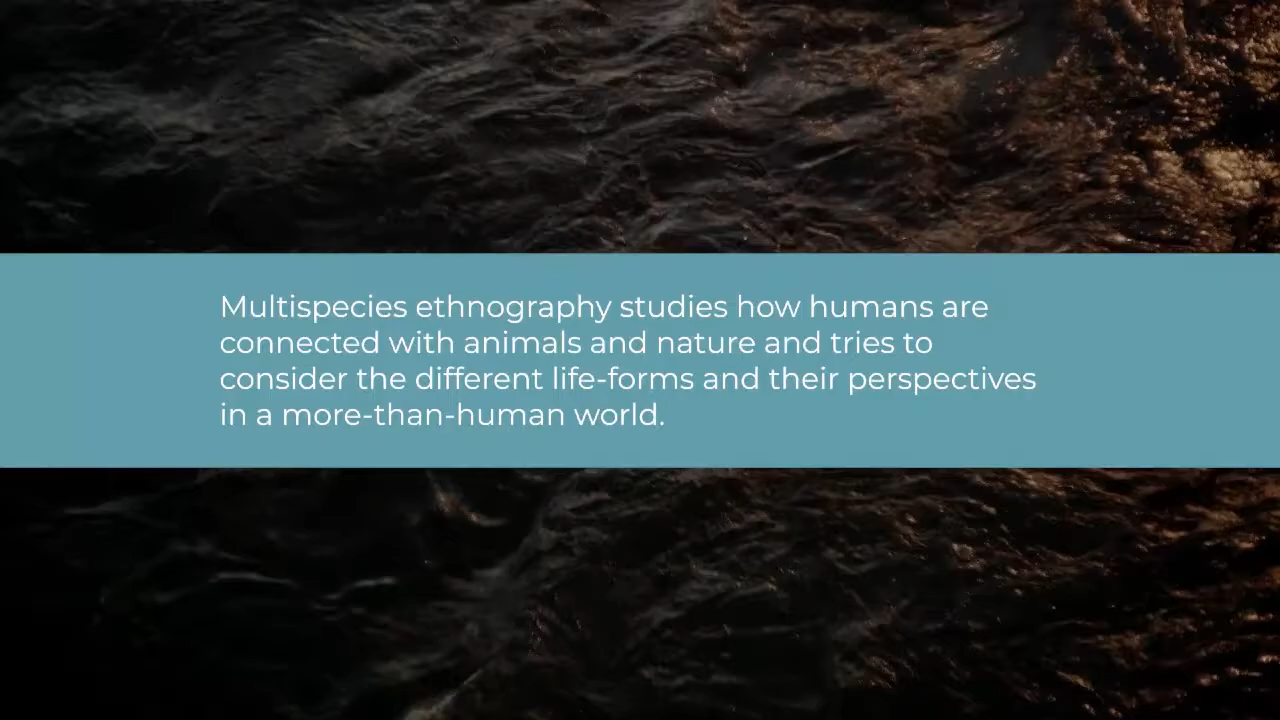 Multispecies ethnography studies how humans are
connected with animals and nature and tries to
consider the different life-forms and their perspectives
in a more-than-human world.